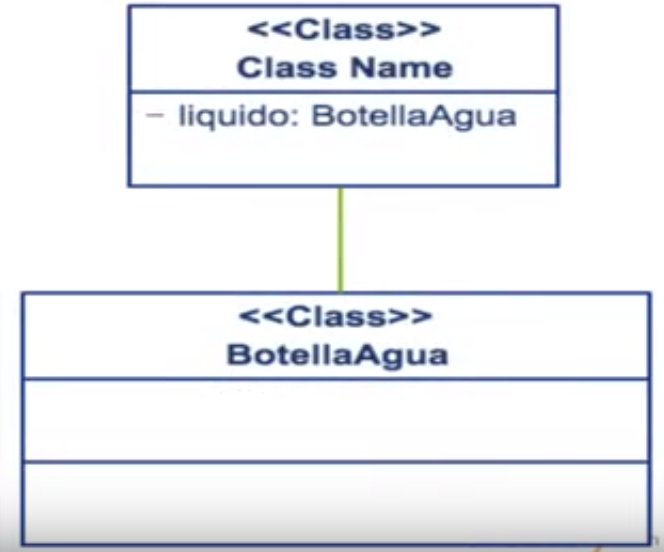 <<Class>>
Class Name
- liquido: BotellaAgua
<<Class>>
BotellaAgua